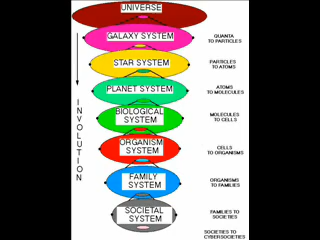 UNIVERSE
GALAXY SYSTEM
QUANTA
TO PARTICLES
STAR SYSTEM
PARTICLES
TO ATOMS
PLANET SYSTEM
ATOMS
TO MOLECULES
BIOLOGICAL
SYSTEM
MOLECULES
TO CELLS
ORGANISM
SYSTEM
CELLS
TO ORGANISMS
FAMILY
SYSTEM
ORGANISMS
TO FAMILIES
SOCIETAL
SYSTEM
FAMILIES TO
SOCIETIES
SOCIETIES TO
CYBERSOCIETIES
INVOLUTION